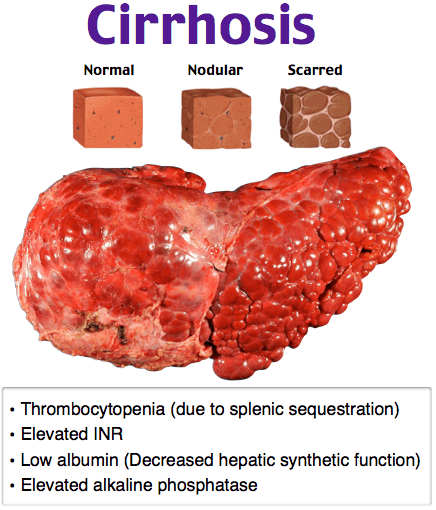 Cirrhosis
Normal Nodular Scarred
• Thrombocytopenia (due to splenic sequestration)
• Elevated INR
• Low albumin (Decreased hepatic synthetic function)
• Elevated alkaline phosphatase